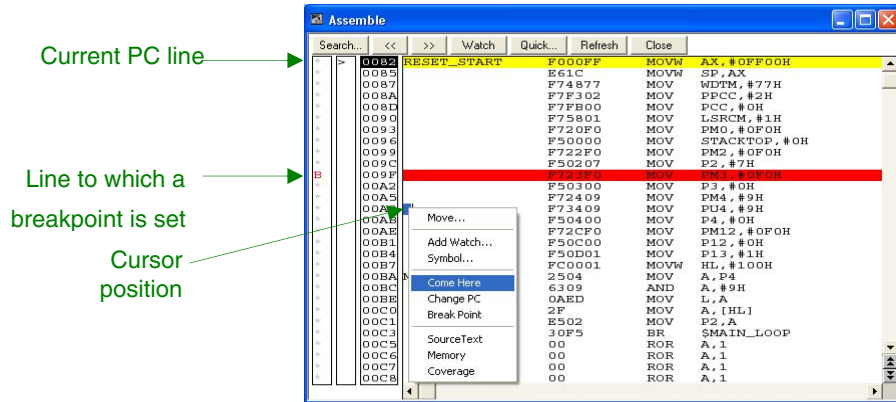 Assemble
Search... << >> Watch Quick... Refresh Close
Current PC line
* > 0082 RESET_START F000FF MOVW AX,#0FF00H
* 0085 E61C MOVW SP,AX
* 0087 F74877 MOV WDTM,#77H
* 008A F7F302 MOV PPCC,#2H
* 008D F7FB00 MOV PCC,#0H
* 0090 F75801 MOV LSRCM,#1H
* 0093 F720F0 MOV PM0,#0F0H
* 0096 F50000 MOV STACKTOP,#0H
* 0099 F722F0 MOV PM2,#0F0H
* 009C F50207 MOV P2,#7H
Line to which a
breakpoint is set
B 009F F723F0 MOV PM3,#0F0H
* 00A2 F50300 MOV P3,#0H
* 00A5 F72409 MOV PM4,#9H
* F73409 MOV PU4,#9H
* 00AB F50400 MOV P4,#0H
* 00AE F72CF0 MOV PM12,#0F0H
* 00B1 F50C00 MOV P12,#0H
* 00B4 F50D01 MOV P13,#1H
* 00B7 FC0001 MOVW HL,#100H
* 00BA 2504 MOV A,P4
* 00BC 6309 AND A,#9H
* 00BE 0AED MOV L,A
* 00C0 2F MOV A,[HL]
* 00C1 E502 MOV P2,A
* 00C3 30F5 BR $MAIN_LOOP
* 00C5 00 ROR A,1
* 00C6 00 ROR A,1
* 00C7 00 ROR A,1
* 00C8 00 ROR A,1
Cursor
position
Move...
Add Watch...
Symbol...
Come Here
Change PC
Break Point
SourceText
Memory
Coverage